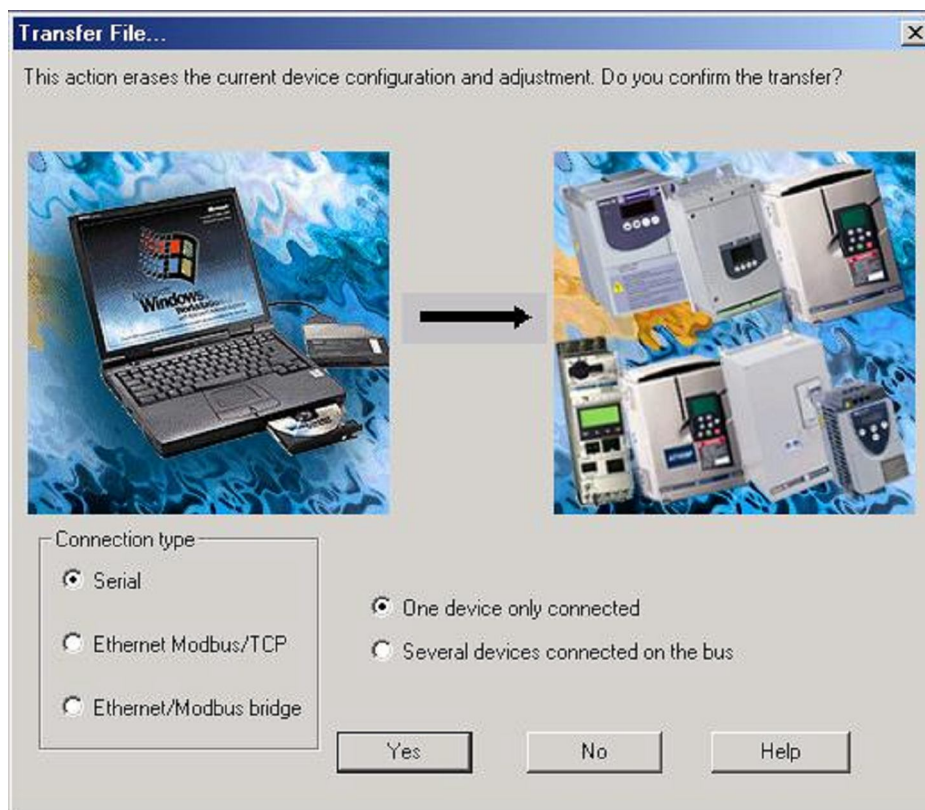 Transfer File...
This action erases the current device configuration and adjustment. Do you confirm the transfer?
Microsoft
Windows
Connection type
Serial
Ethernet Modbus/TCP
Ethernet/Modbus bridge
One device only connected
Several devices connected on the bus
Yes
No
Help